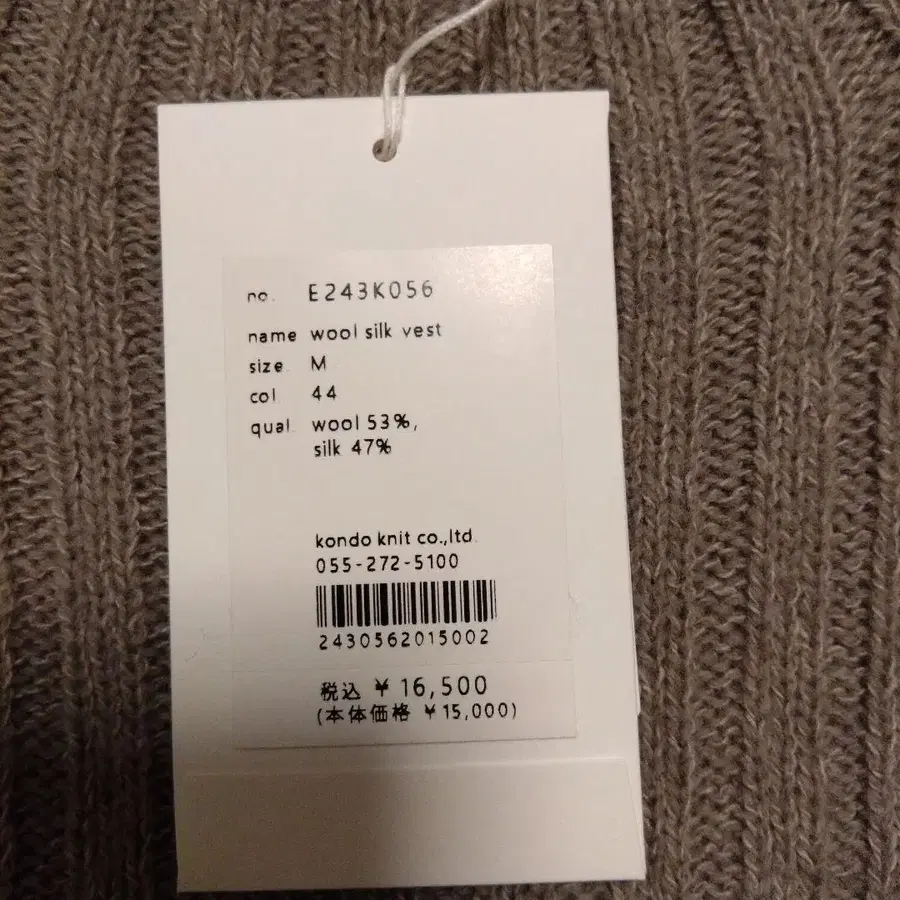 no. E243K056
name wool silk vest
size M
col 44
qual wool 53%,
silk 47%
kondo knit co.,ltd.
055-272-5100
2430562015002
税込 ¥ 16,500
(本体価格 ¥ 15,000)